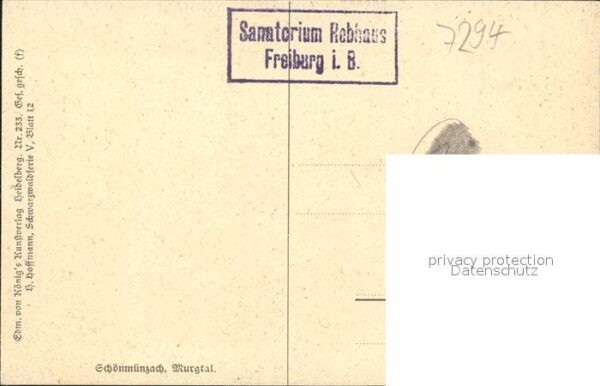 Sanatorium Rebhaus
Freiburg i. B.
7294
Edm. von König's Kunstverlag Heidelberg. Nr. 233. Ges. gesch. (f)
H. Hoffmann, Schwarzwaldserie V, Blatt 12
privacy protection
Datenschutz
Schönmünzach, Murgtal.